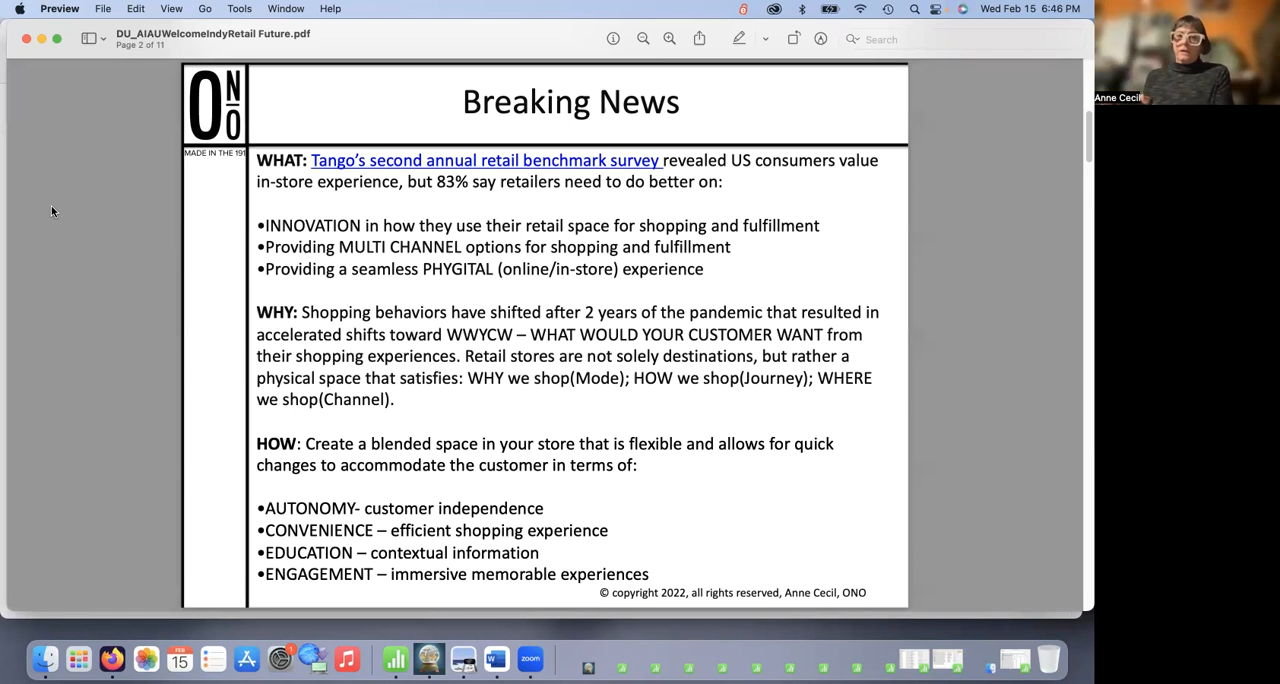 Preview File Edit View Go Tools Window Help Wed Feb 15 6:46 PM
DU_AIAUWelcomeIndyRetail Future.pdf
Page 2 of 11
Search
Anne Cecil
ONO
MADE IN THE 191
Breaking News
WHAT: Tango’s second annual retail benchmark survey revealed US consumers value
in-store experience, but 83% say retailers need to do better on:
•INNOVATION in how they use their retail space for shopping and fulfillment
•Providing MULTI CHANNEL options for shopping and fulfillment
•Providing a seamless PHYGITAL (online/in-store) experience
WHY: Shopping behaviors have shifted after 2 years of the pandemic that resulted in
accelerated shifts toward WWYCW – WHAT WOULD YOUR CUSTOMER WANT from
their shopping experiences. Retail stores are not solely destinations, but rather a
physical space that satisfies: WHY we shop(Mode); HOW we shop(Journey); WHERE
we shop(Channel).
HOW: Create a blended space in your store that is flexible and allows for quick
changes to accommodate the customer in terms of:
•AUTONOMY- customer independence
•CONVENIENCE – efficient shopping experience
•EDUCATION – contextual information
•ENGAGEMENT – immersive memorable experiences
© copyright 2022, all rights reserved, Anne Cecil, ONO
FEB
15
1
W
zoom